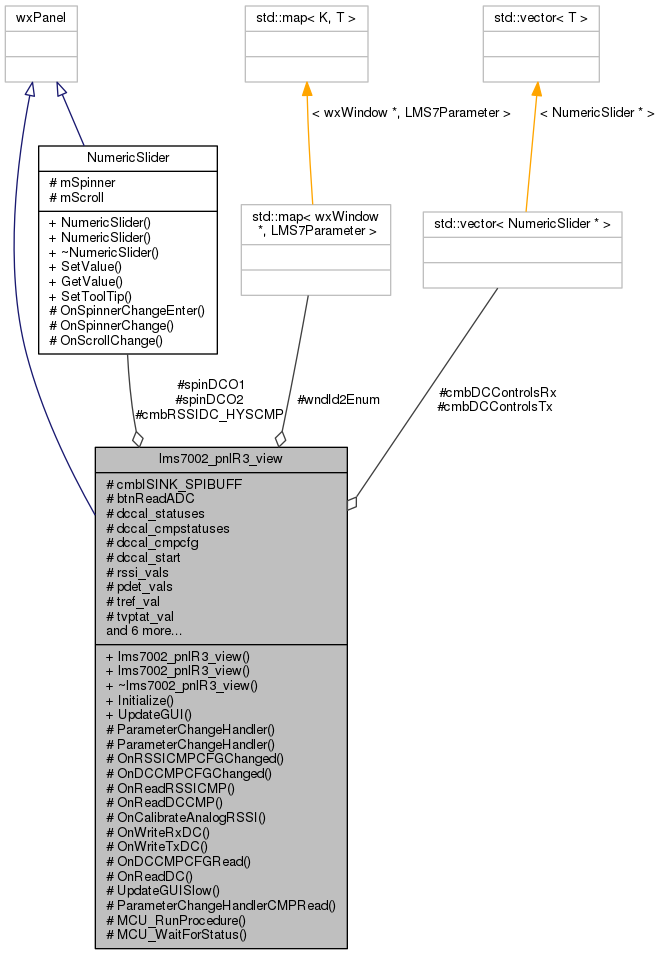 wxPanel
std::map< K, T >
std::vector< T >
< wxWindow *, LMS7Parameter >
< NumericSlider * >
NumericSlider
# mSpinner
# mScroll
+ NumericSlider()
+ NumericSlider()
+ ~NumericSlider()
+ SetValue()
+ GetValue()
+ SetToolTip()
# OnSpinnerChangeEnter()
# OnSpinnerChange()
# OnScrollChange()
std::map< wxWindow
*, LMS7Parameter >
std::vector< NumericSlider * >
#spinDCO1
#spinDCO2
#cmbRSSIDC_HYSCMP
#wndId2Enum
#cmbDCControlsRx
#cmbDCControlsTx
lms7002_pnlR3_view
# cmbISINK_SPIBUFF
# btnReadADC
# dccal_statuses
# dccal_cmpstatuses
# dccal_cmpcfg
# dccal_start
# rssi_vals
# pdet_vals
# tref_val
# tvptat_val
and 6 more...
+ lms7002_pnlR3_view()
+ lms7002_pnlR3_view()
+ ~lms7002_pnlR3_view()
+ Initialize()
+ UpdateGUI()
# ParameterChangeHandler()
# ParameterChangeHandler()
# OnRSSICMPCFGChanged()
# OnDCCMPCFGChanged()
# OnReadRSSICMP()
# OnReadDCCMP()
# OnCalibrateAnalogRSSI()
# OnWriteRxDC()
# OnWriteTxDC()
# OnDCCMPCFGRead()
# OnReadDC()
# UpdateGUISlow()
# ParameterChangeHandlerCMPRead()
# MCU_RunProcedure()
# MCU_WaitForStatus()